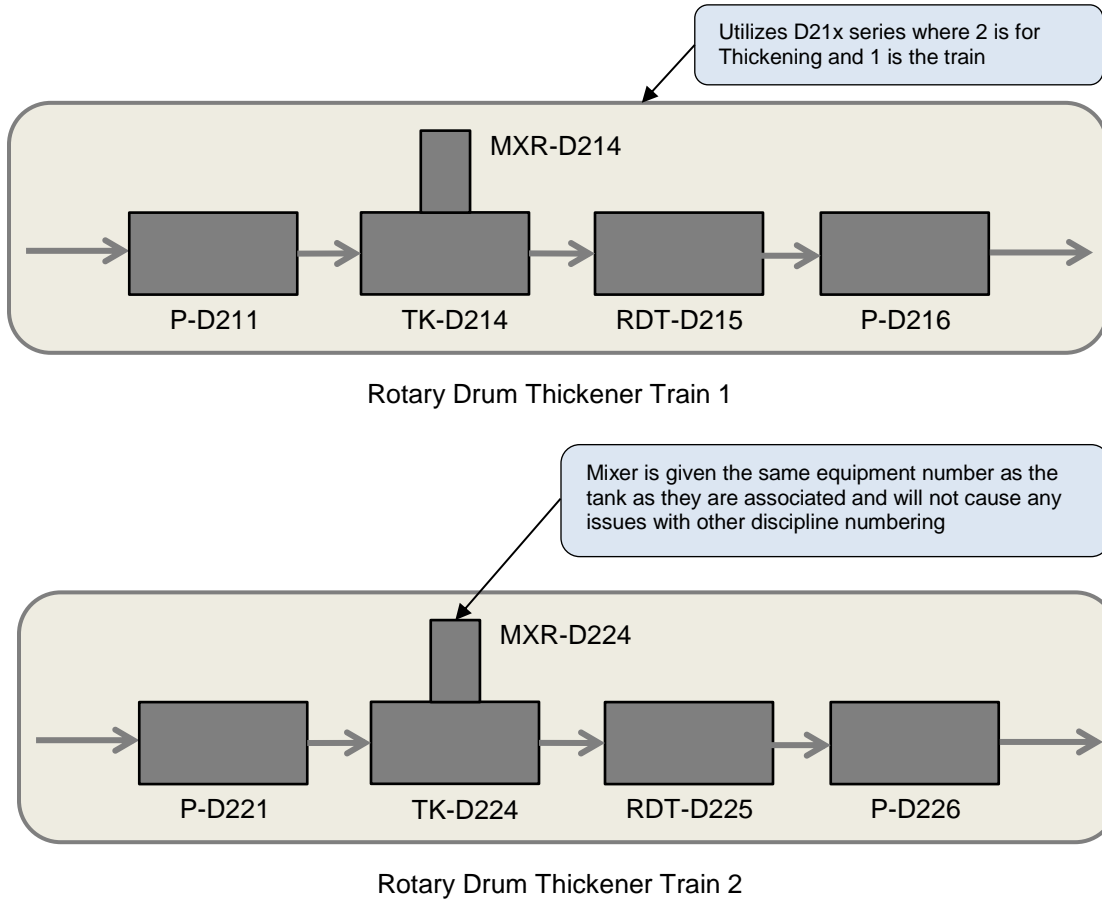 Utilizes D21x series where 2 is for
Thickening and 1 is the train
MXR-D214
P-D211
TK-D214
RDT-D215
P-D216
Rotary Drum Thickener Train 1
Mixer is given the same equipment number as the
tank as they are associated and will not cause any
issues with other discipline numbering
MXR-D224
P-D221
TK-D224
RDT-D225
P-D226
Rotary Drum Thickener Train 2